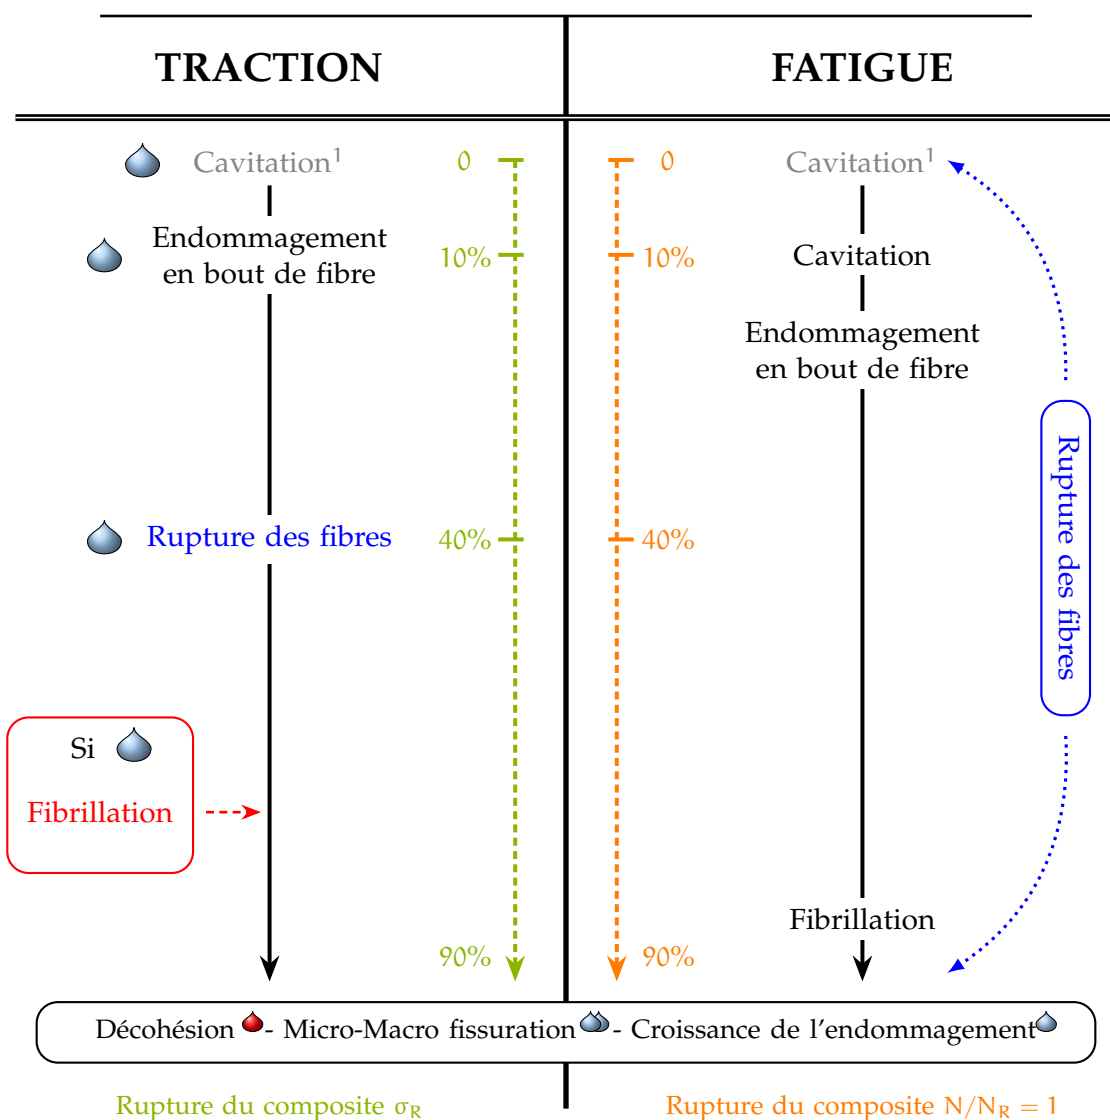 TRACTION
FATIGUE
Cavitation¹
0
0
Cavitation¹
Endommagement
en bout de fibre
10%
10%
Cavitation
Endommagement
en bout de fibre
Rupture des fibres
40%
40%
Rupture des fibres
Si
Fibrillation
Fibrillation
90%
90%
Décohésion - Micro-Macro fissuration - Croissance de l'endommagement
Rupture du composite σR
Rupture du composite N/NR = 1